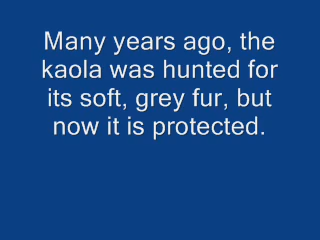 Many years ago, the
kaola was hunted for
its soft, grey fur, but
now it is protected.